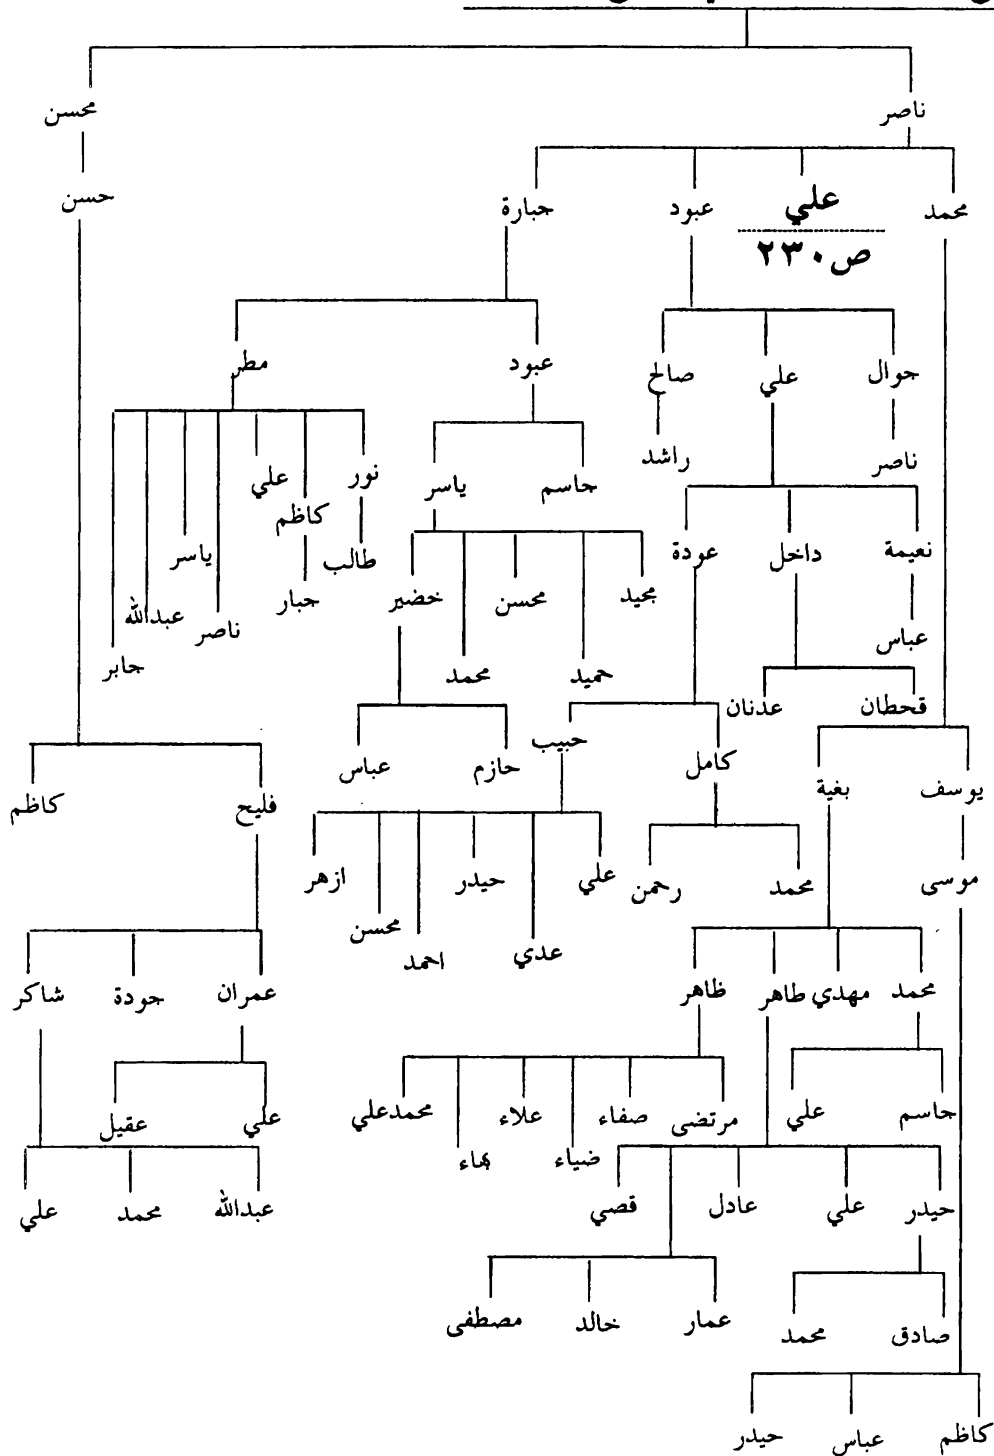 ناصر محسن
محمد علي عبود جبارة حسن
ص٢٣٠
جوال علي صالح عبود مطر
ناصر راشد جاسم ياسر نور علي كاظم
نعيمة داخل عودة طالب ياسر
مجيد محسن خضير جبار عبدالله ناصر
عباس حميد محمد جابر
قحطان عدنان
يوسف بغية كامل حبيب حازم عباس فليح كاظم
موسى محمد رحمن علي حيدر ازهر
محسن عدي احمد
محمد مهدي طاهر ظاهر عمران جودة شاكر
جاسم علي مرتضى صفاء علاء محمدعلي علي عقيل
ضياء
حيدر علي عادل قصي عبدالله محمد علي
صادق محمد عمار خالد مصطفى
كاظم عباس حيدر